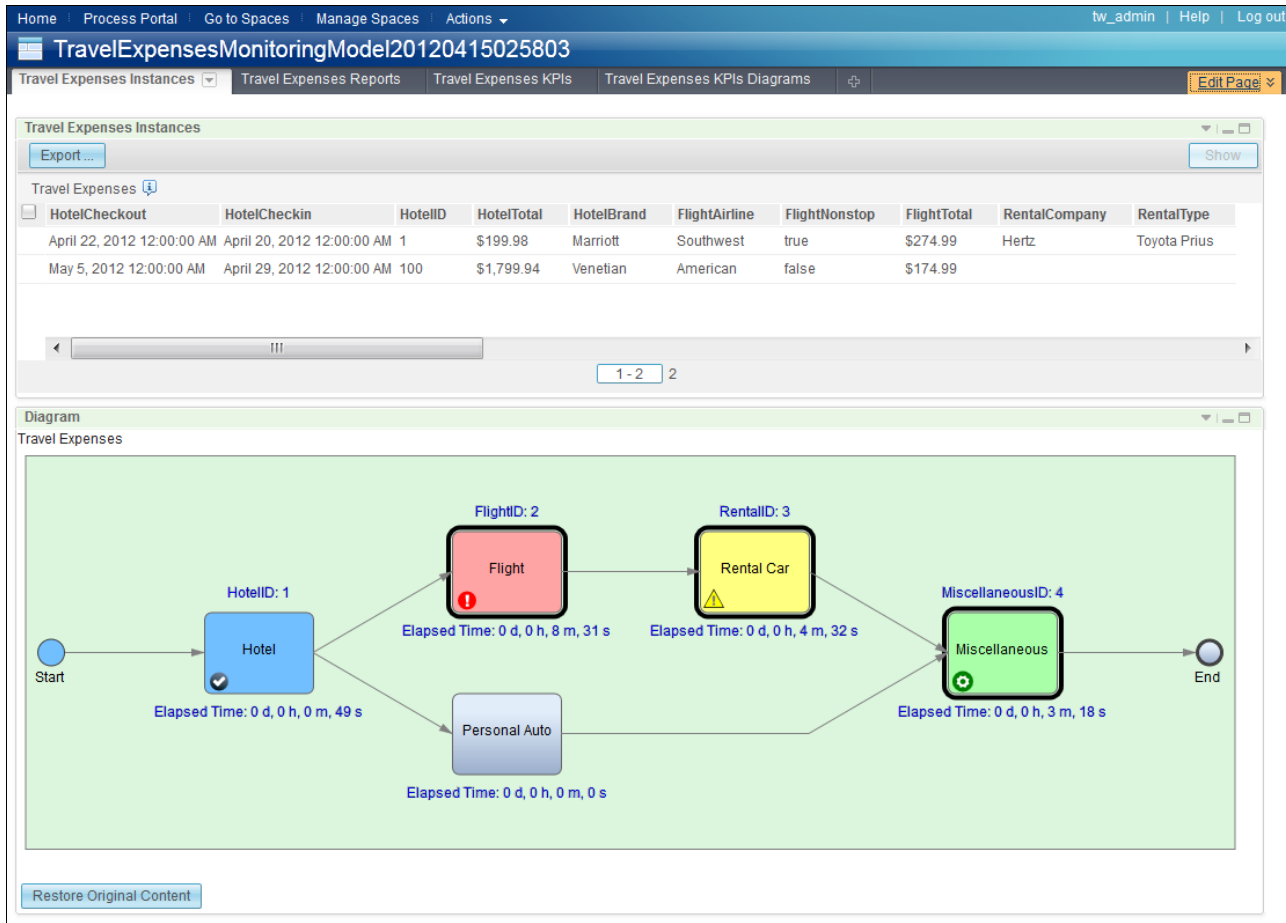 Home Process Portal Go to Spaces Manage Spaces Actions tw_admin | Help | Log out
TravelExpensesMonitoringModel20120415025803
Travel Expenses Instances Travel Expenses Reports Travel Expenses KPIs Travel Expenses KPIs Diagrams Edit Page
Travel Expenses Instances
Export ... Show
Travel Expenses
HotelCheckout HotelCheckin HotelID HotelTotal HotelBrand FlightAirline FlightNonstop FlightTotal RentalCompany RentalType
April 22, 2012 12:00:00 AM April 20, 2012 12:00:00 AM 1 $199.98 Marriott Southwest true $274.99 Hertz Toyota Prius
May 5, 2012 12:00:00 AM April 29, 2012 12:00:00 AM 100 $1,799.94 Venetian American false $174.99
1 - 2 2
Diagram
Travel Expenses
FlightID: 2 RentalID: 3
Flight Rental Car
HotelID: 1 MiscellaneousID: 4
Elapsed Time: 0 d, 0 h, 8 m, 31 s Elapsed Time: 0 d, 0 h, 4 m, 32 s
Hotel Miscellaneous
Start End
Elapsed Time: 0 d, 0 h, 0 m, 49 s Elapsed Time: 0 d, 0 h, 3 m, 18 s
Personal Auto
Elapsed Time: 0 d, 0 h, 0 m, 0 s
Restore Original Content